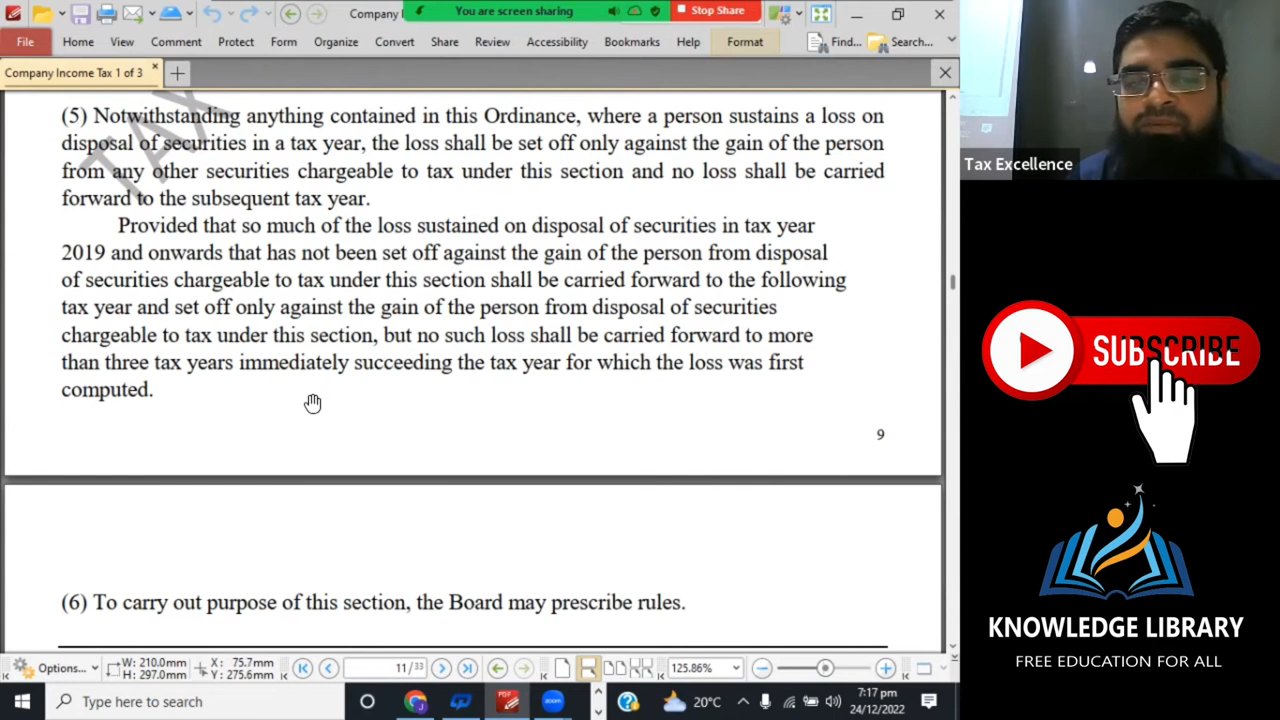 Company I
You are screen sharing
Stop Share
File
Home
View
Comment
Protect
Form
Organize
Convert
Share
Review
Accessibility
Bookmarks
Help
Format
Find...
Search...
Company Income Tax 1 of 3
TAX
(5) Notwithstanding anything contained in this Ordinance, where a person sustains a loss on
disposal of securities in a tax year, the loss shall be set off only against the gain of the person
from any other securities chargeable to tax under this section and no loss shall be carried
forward to the subsequent tax year.
Provided that so much of the loss sustained on disposal of securities in tax year
2019 and onwards that has not been set off against the gain of the person from disposal
of securities chargeable to tax under this section shall be carried forward to the following
tax year and set off only against the gain of the person from disposal of securities
chargeable to tax under this section, but no such loss shall be carried forward to more
than three tax years immediately succeeding the tax year for which the loss was first
computed.
9
(6) To carry out purpose of this section, the Board may prescribe rules.
Options...
W: 210.0mm
H: 297.0mm
X: 75.7mm
Y: 275.6mm
11 /33
125.86%
Type here to search
PDF
zoom
20°C
7:17 pm
24/12/2022
Tax Excellence
SUBSCRIBE
KNOWLEDGE LIBRARY
FREE EDUCATION FOR ALL